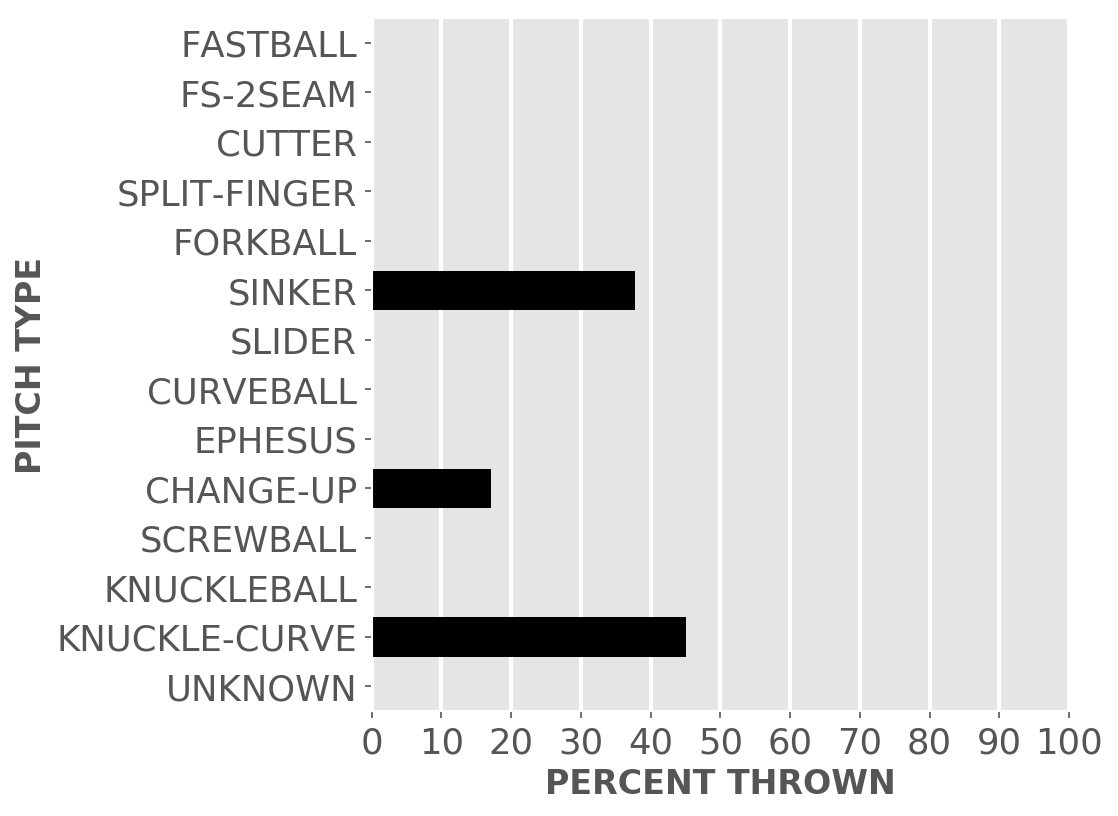 FASTBALL
FS-2SEAM
CUTTER
SPLIT-FINGER
FORKBALL
SINKER
SLIDER
CURVEBALL
EPHESUS
CHANGE-UP
SCREWBALL
KNUCKLEBALL
KNUCKLE-CURVE
UNKNOWN
PITCH TYPE
0 10 20 30 40 50 60 70 80 90 100
PERCENT THROWN